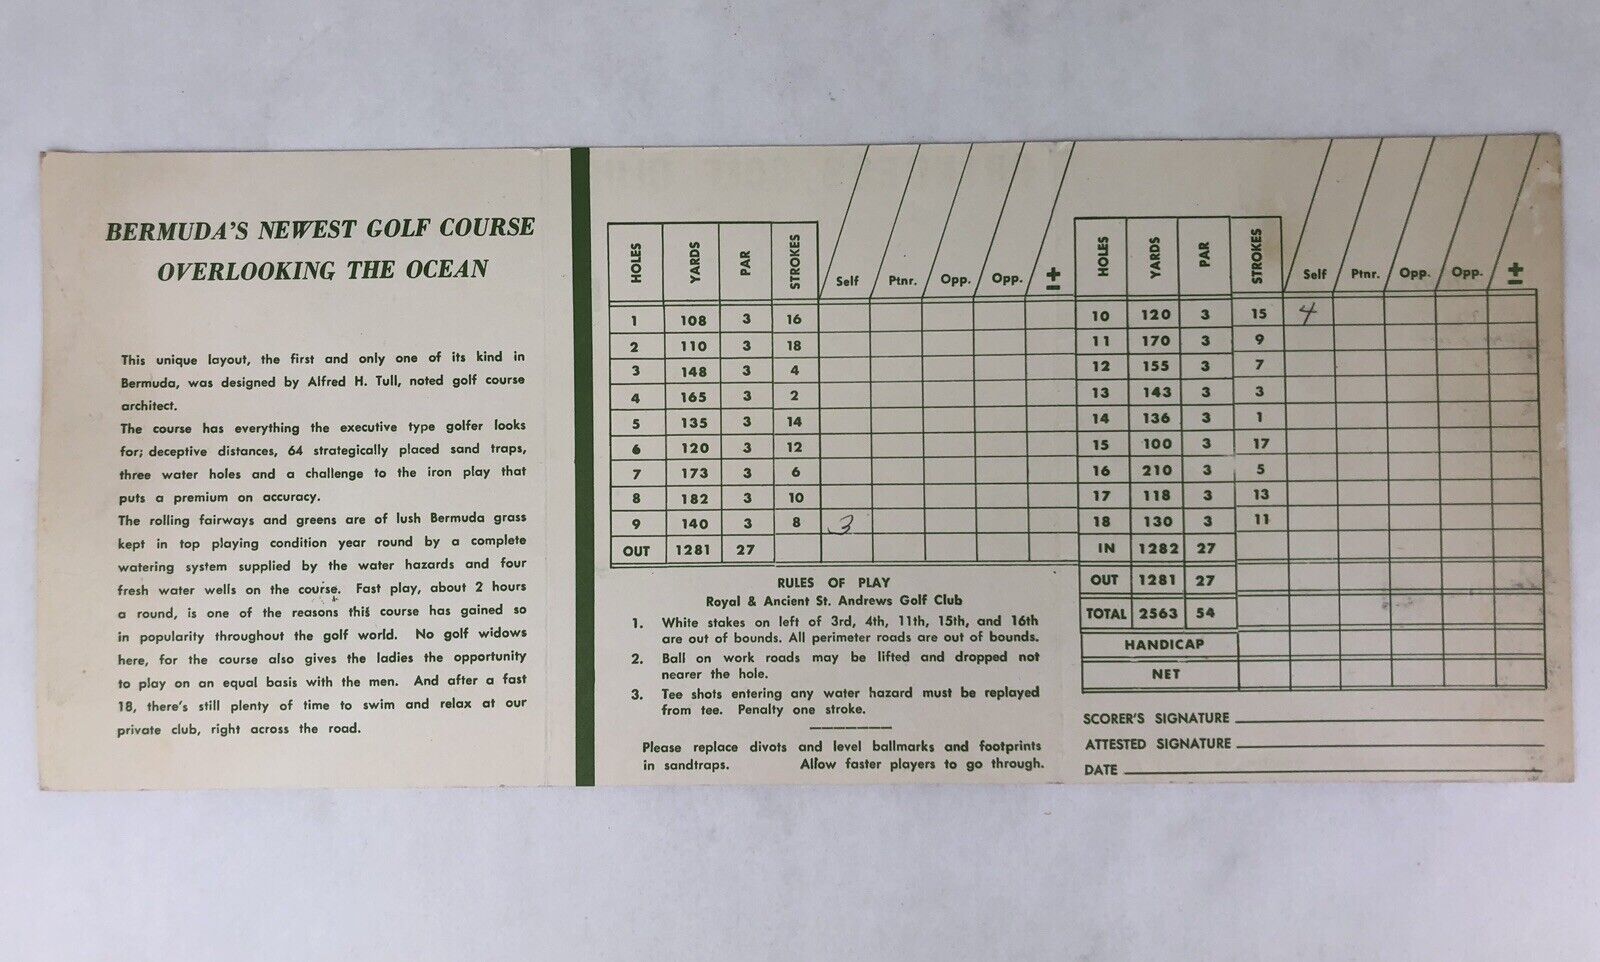 BERMUDA'S NEWEST GOLF COURSE
OVERLOOKING THE OCEAN
This unique layout, the first and only one of its kind in
Bermuda, was designed by Alfred H. Tull, noted golf course
architect.
The course has everything the executive type golfer looks
for; deceptive distances, 64 strategically placed sand traps,
three water holes and a challenge to the iron play that
puts a premium on accuracy.
The rolling fairways and greens are of lush Bermuda grass
kept in top playing condition year round by a complete
watering system supplied by the water hazards and four
fresh water wells on the course. Fast play, about 2 hours
a round, is one of the reasons this course has gained so
in popularity throughout the golf world. No golf widows
here, for the course also gives the ladies the opportunity
to play on an equal basis with the men. And after a fast
18, there's still plenty of time to swim and relax at our
private club, right across the road.
HOLES YARDS PAR STROKES Self Ptnr. Opp. Opp. ±
1 108 3 16
2 110 3 18
3 148 3 4
4 165 3 2
5 135 3 14
6 120 3 12
7 173 3 6
8 182 3 10
9 140 3 8 3
OUT 1281 27
RULES OF PLAY
Royal & Ancient St. Andrews Golf Club
1. White stakes on left of 3rd, 4th, 11th, 15th, and 16th
are out of bounds. All perimeter roads are out of bounds.
2. Ball on work roads may be lifted and dropped not
nearer the hole.
3. Tee shots entering any water hazard must be replayed
from tee. Penalty one stroke.
Please replace divots and level ballmarks and footprints
in sandtraps. Allow faster players to go through.
HOLES YARDS PAR STROKES Self Ptnr. Opp. Opp. ±
10 120 3 15 4
11 170 3 9
12 155 3 7
13 143 3 3
14 136 3 1
15 100 3 17
16 210 3 5
17 118 3 13
18 130 3 11
IN 1282 27
OUT 1281 27
TOTAL 2563 54
HANDICAP
NET
SCORER'S SIGNATURE
ATTESTED SIGNATURE
DATE